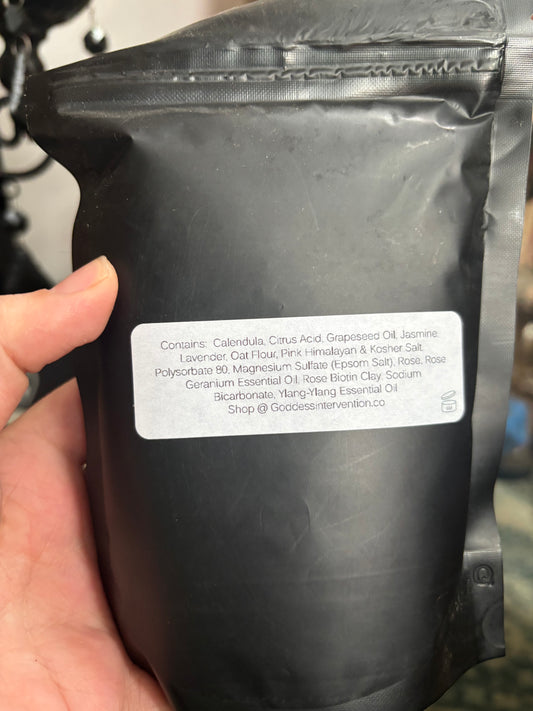 Contains: Calendula, Citrus Acid, Grapeseed Oil, Jasmine,
Lavender, Oat Flour, Pink Himalayan & Kosher Salt,
Polysorbate 80, Magnesium Sulfate (Epsom Salt), Rose, Rose
Geranium Essential Oil, Rose Biotin Clay, Sodium
Bicarbonate, Ylang-Ylang Essential Oil
Shop @ Goddessintervention.co